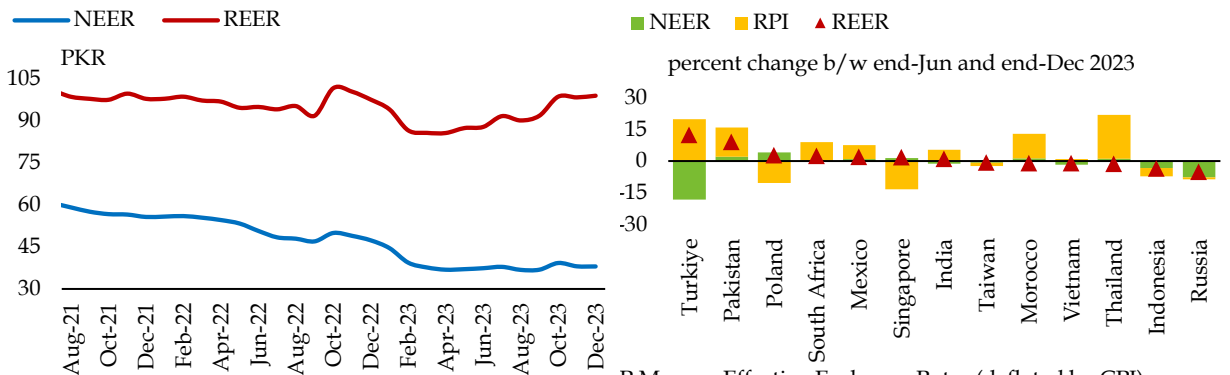 NEER REER
PKR
105
90
75
60
45
30
Aug-21
Oct-21
Dec-21
Feb-22
Apr-22
Jun-22
Aug-22
Oct-22
Dec-22
Feb-23
Apr-23
Jun-23
Aug-23
Oct-23
Dec-23
NEER RPI REER
percent change b/w end-Jun and end-Dec 2023
30
15
0
-15
-30
Turkiye
Pakistan
Poland
South Africa
Mexico
Singapore
India
Taiwan
Morocco
Vietnam
Thailand
Indonesia
Russia